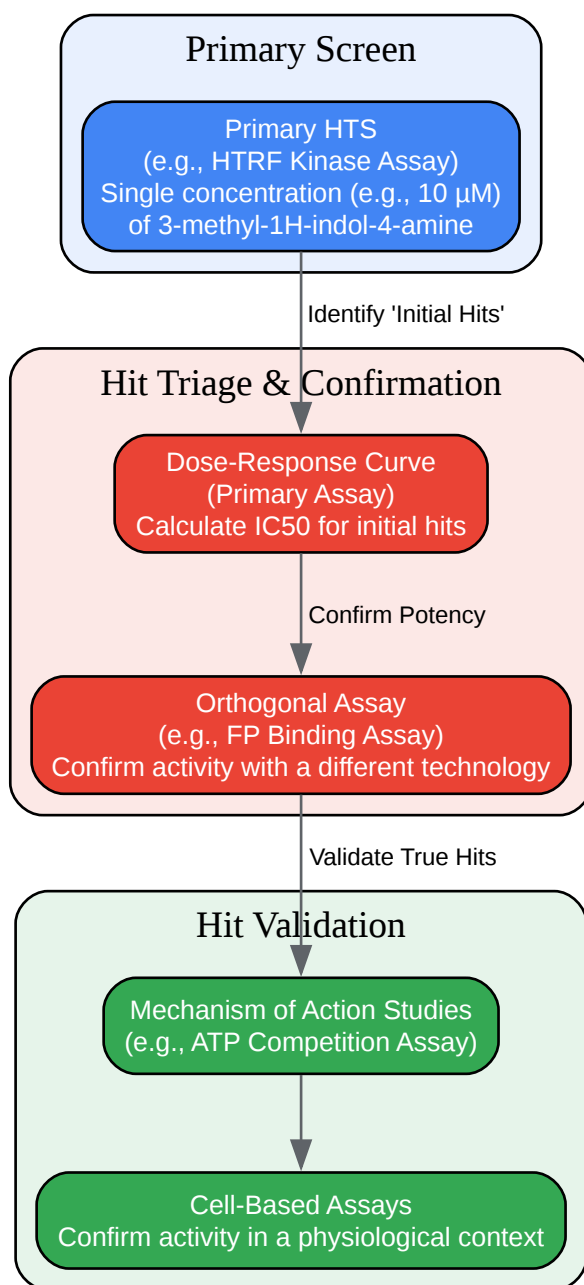 Primary Screen
Primary HTS
(e.g., HTRF Kinase Assay)
Single concentration (e.g., 10 µM)
of 3-methyl-1H-indol-4-amine
Identify 'Initial Hits'
Hit Triage & Confirmation
Dose-Response Curve
(Primary Assay)
Calculate IC50 for initial hits
Confirm Potency
Orthogonal Assay
(e.g., FP Binding Assay)
Confirm activity with a different technology
Validate True Hits
Hit Validation
Mechanism of Action Studies
(e.g., ATP Competition Assay)
Cell-Based Assays
Confirm activity in a physiological context